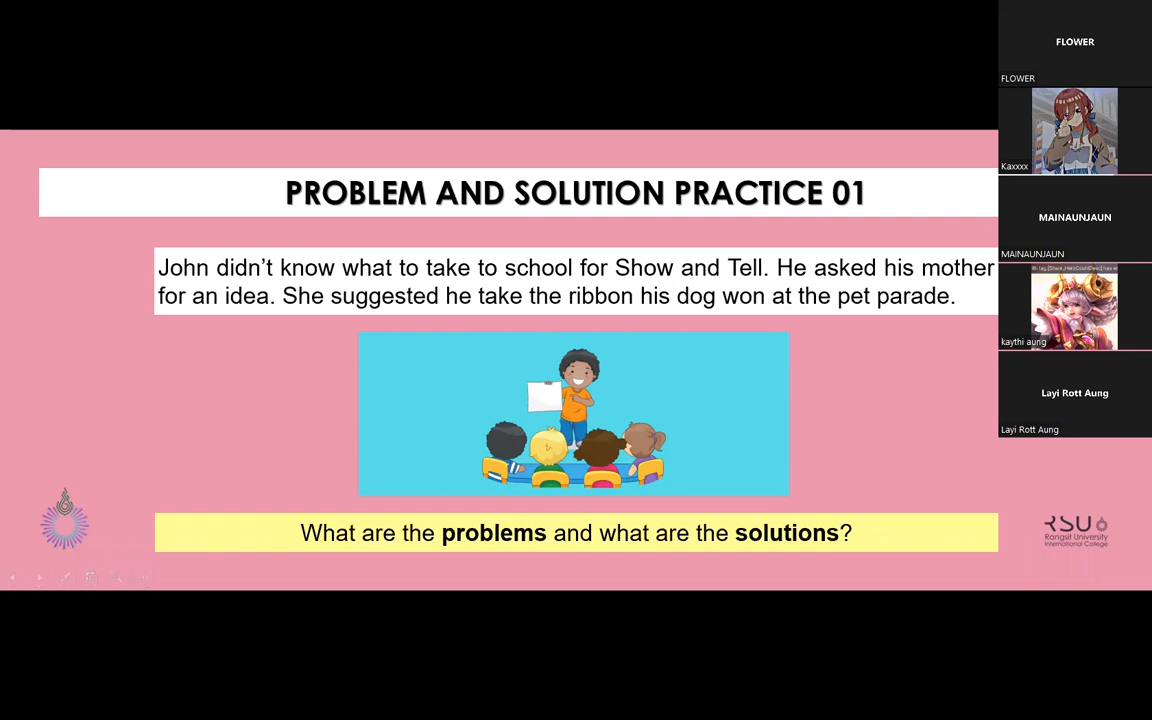 PROBLEM AND SOLUTION PRACTICE 01
John didn't know what to take to school for Show and Tell. He asked his mother
for an idea. She suggested he take the ribbon his dog won at the pet parade.
What are the problems and what are the solutions?
RSU
Rangsit University
International College
FLOWER
FLOWER
Kaxxxx
MAINAUNJAUN
MAINAUNJAUN
kaythi aung
Layi Rott Aung
Layi Rott Aung